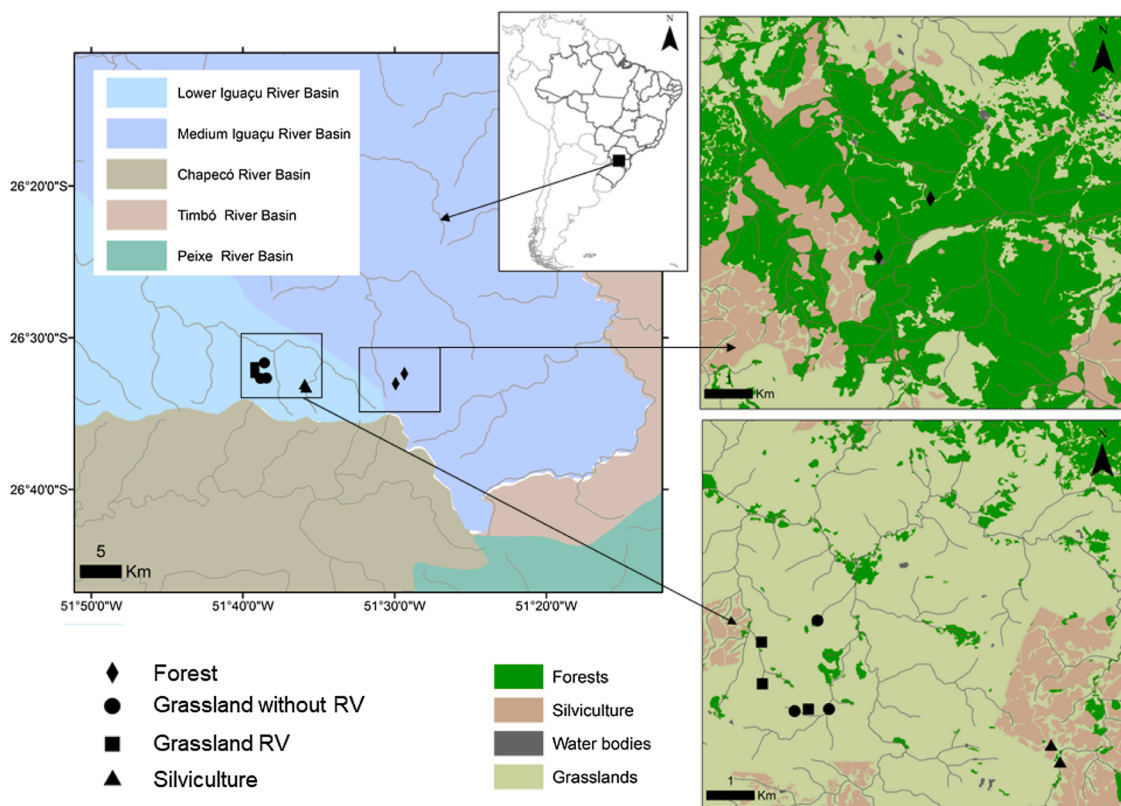 Lower Iguaçu River Basin
Medium Iguaçu River Basin
Chapecó River Basin
Timbó River Basin
Peixe River Basin
26°20'0"S
26°30'0"S
26°40'0"S
5
Km
51°50'0"W
51°40'0"W
51°30'0"W
51°20'0"W
N
N
1
Km
N
1
Km
Forest
Grassland without RV
Grassland RV
Silviculture
Forests
Silviculture
Water bodies
Grasslands